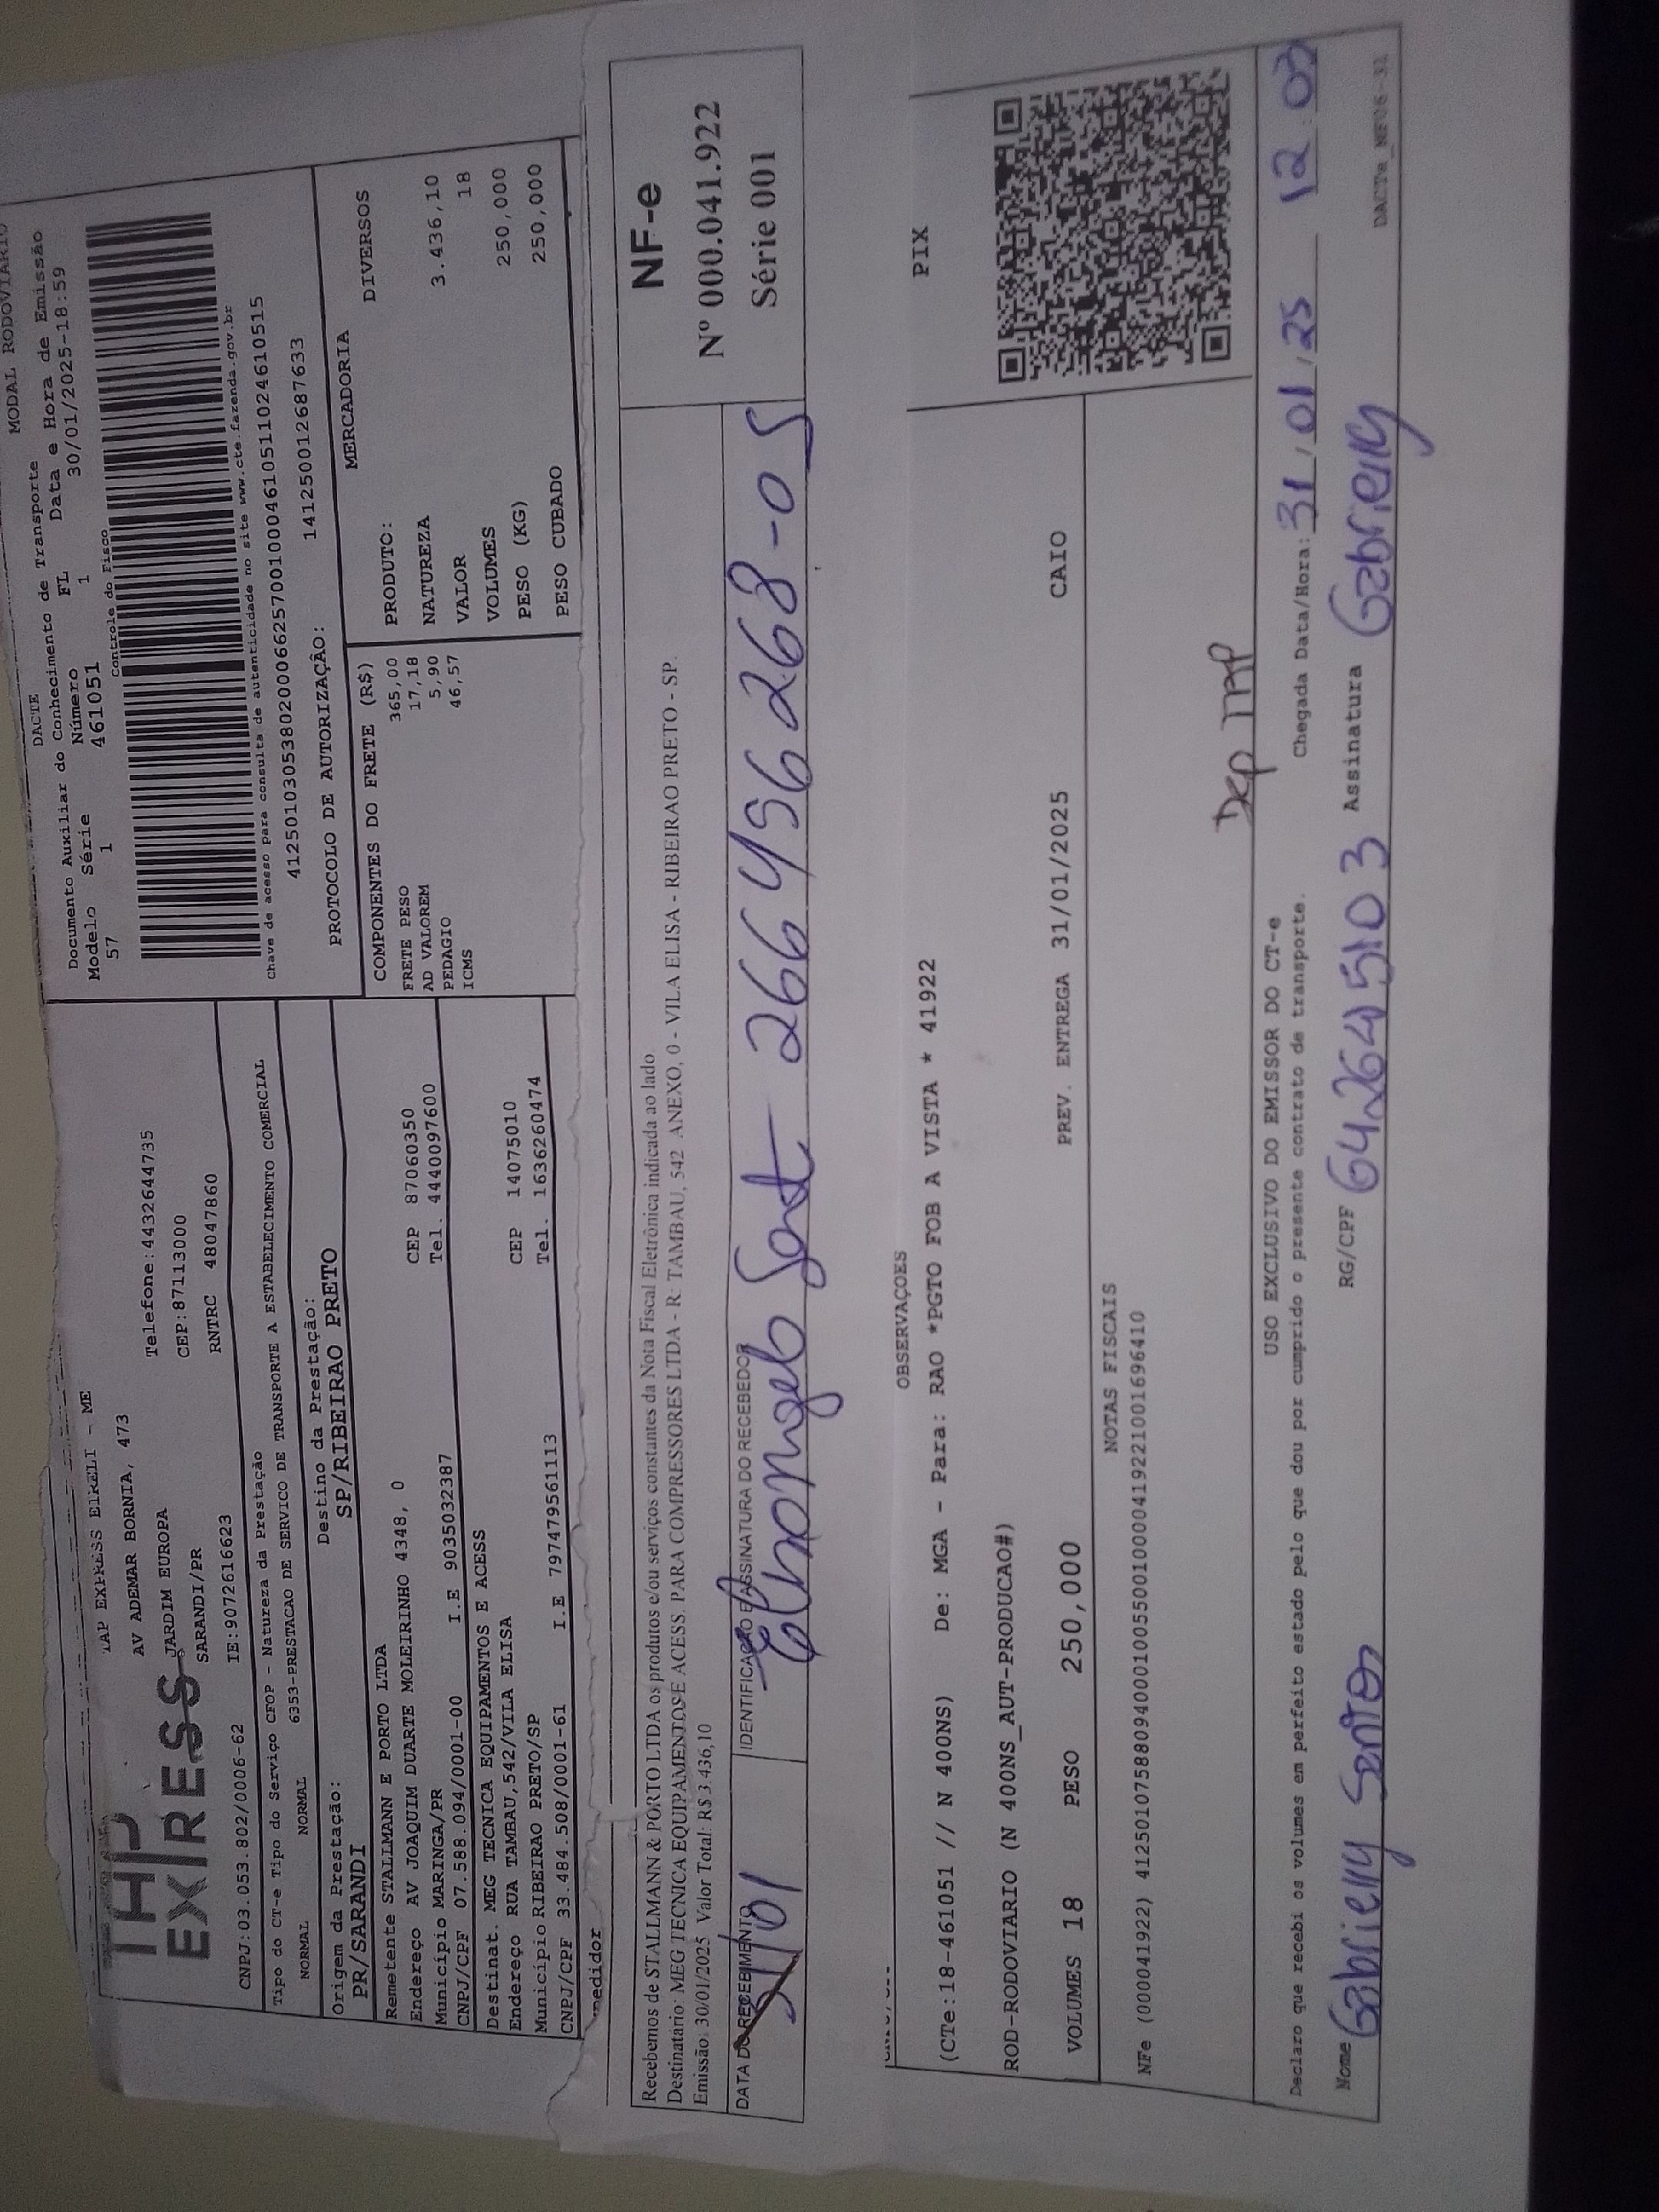 TAP EXPRESS EIRELI - ME
AV ADEMAR BORNIA, 473
Telefone:4432644735
EXPRESS
JARDIM EUROPA
CEP:87113000
SARANDI/PR
CNPJ:03.053.802/0006-62 IE:9072616623 RNTRC 48047860
Tipo do CT-e Tipo do Serviço CFOP - Natureza da Prestação
NORMAL NORMAL 6353-PRESTACAO DE SERVICO DE TRANSPORTE A ESTABELECIMENTO COMERCIAL
Origem da Prestação: Destino da Prestação:
PR/SARANDI SP/RIBEIRAO PRETO
Remetente STALLMANN E PORTO LTDA
Endereço AV JOAQUIM DUARTE MOLEIRINHO 4348, 0 CEP 87060350
Município MARINGA/PR Tel. 4440097600
CNPJ/CPF 07.588.094/0001-00 I.E 9035032387
Destinat. MEG TECNICA EQUIPAMENTOS E ACESS
Endereço RUA TAMBAU,542/VILA ELISA CEP 14075010
Município RIBEIRAO PRETO/SP Tel. 1636260474
CNPJ/CPF 33.484.508/0001-61 I.E 797479561113
MODAL RODOVIARIO
DACTE
Documento Auxiliar do Conhecimento de Transporte
Modelo Série Número FL Data e Hora de Emissão
57 1 461051 1 30/01/2025-18:59
Controle do Fisco
Chave de acesso para consulta de autenticidade no site www.cte.fazenda.gov.br
41250103053802000662570010004610511024610515
PROTOCOLO DE AUTORIZAÇÃO: 141250012687633
COMPONENTES DO FRETE (R$)
FRETE PESO 365,00
AD VALOREM 17,18
PEDAGIO 5,90
ICMS 46,57
MERCADORIA
PRODUTO: DIVERSOS
NATUREZA
VALOR 3.436,10
VOLUMES 18
PESO (KG) 250,000
PESO CUBADO 250,000
Recebemos de STALLMANN & PORTO LTDA os produtos e/ou serviços constantes da Nota Fiscal Eletrônica indicada ao lado
Destinatário: MEG TECNICA EQUIPAMENTOS E ACESS. PARA COMPRESSORES LTDA - R: TAMBAU, 542 ANEXO, 0 - VILA ELISA - RIBEIRAO PRETO - SP.
Emissão: 30/01/2025 Valor Total: R$ 3.436,10
DATA DO RECEBIMENTO IDENTIFICAÇÃO E ASSINATURA DO RECEBEDOR
266456268-05
NF-e
Nº 000.041.922
Série 001
OBSERVAÇOES
(CTe:18-461051 // N 400NS) De: MGA - Para: RAO *PGTO FOB A VISTA * 41922
ROD-RODOVIARIO (N 400NS_AUT-PRODUCAO#)
VOLUMES 18 PESO 250,000 PREV. ENTREGA 31/01/2025 CAIO
PIX
NOTAS FISCAIS
NFe (000041922) 41250107588094000100550010000419221001696410
Dep
USO EXCLUSIVO DO EMISSOR DO CT-e
Declaro que recebi os volumes em perfeito estado pelo que dou por cumprido o presente contrato de transporte. Chegada Data/Hora: 31/01/25 12:03
Nome Gabrielly Santos RG/CPF 642645103 Assinatura Gabrielly
DACTe_NF06-32